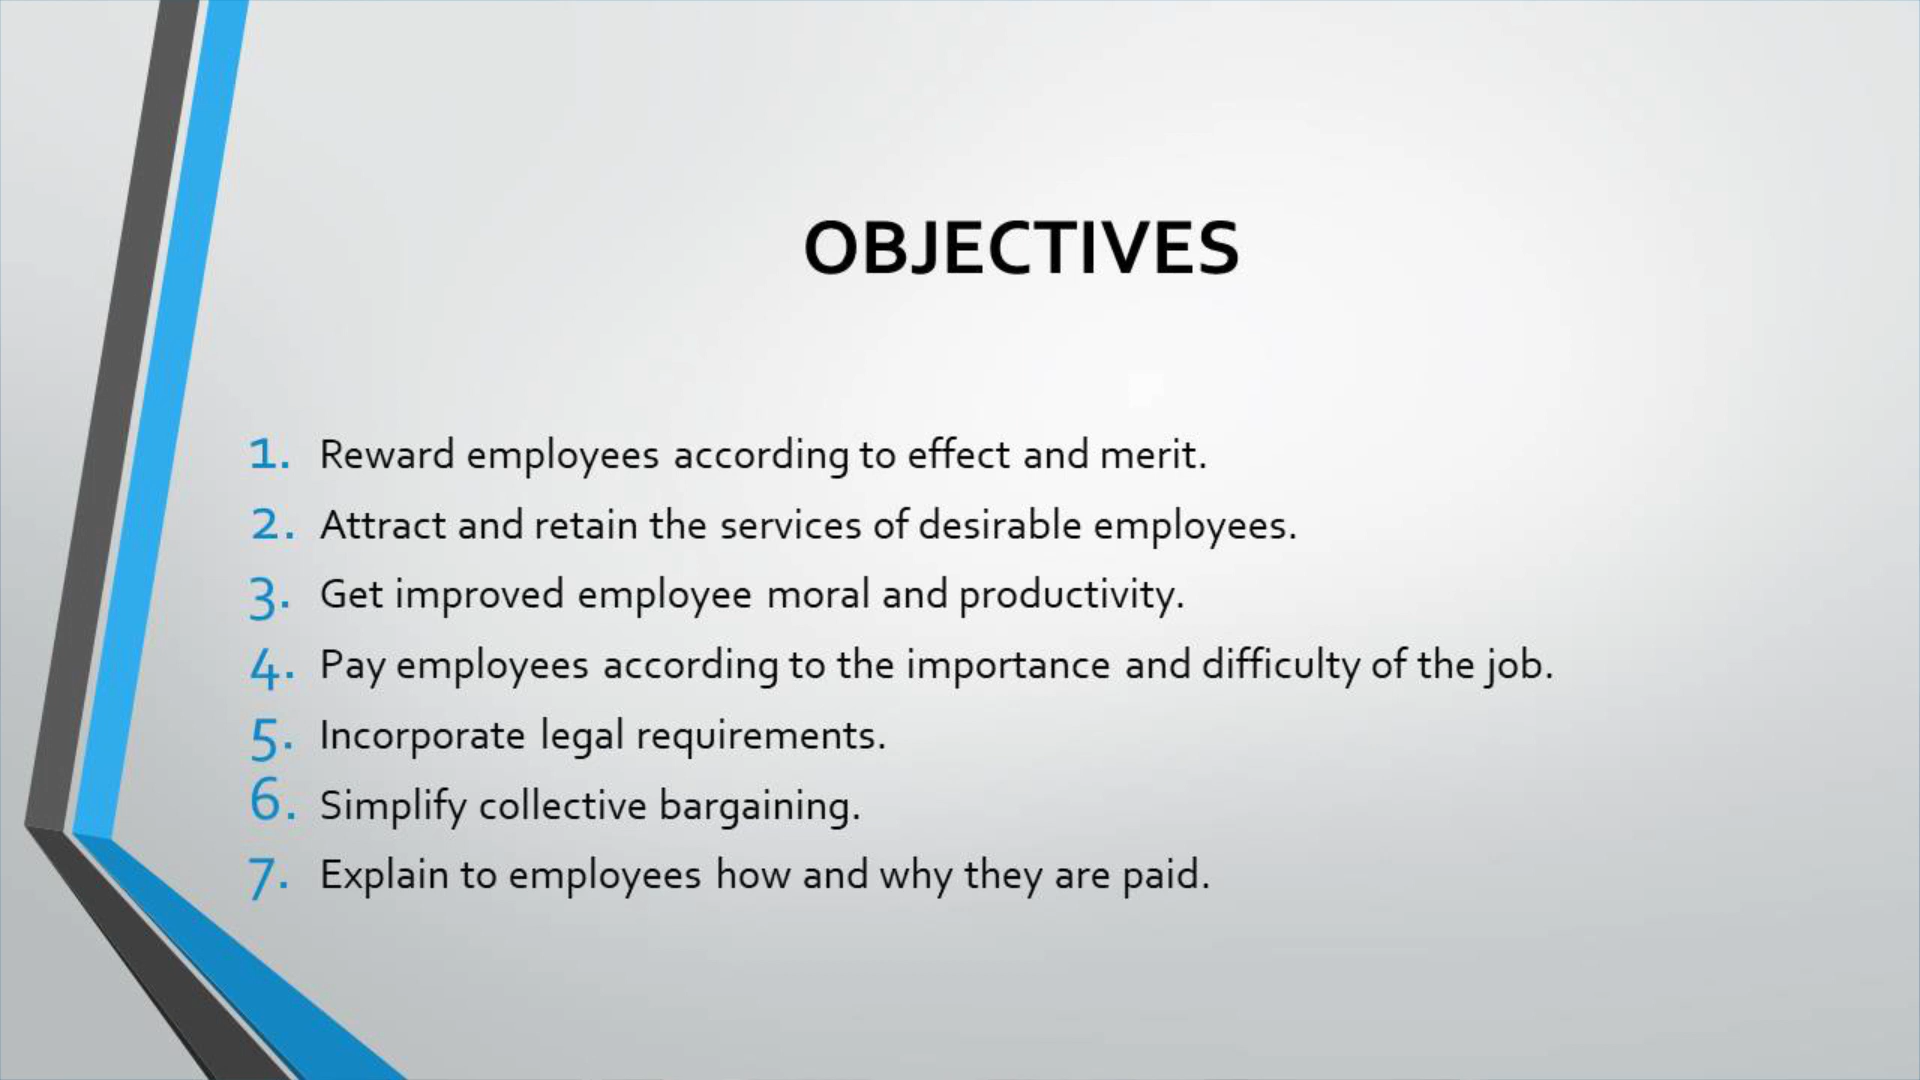 OBJECTIVES
1. Reward employees according to effect and merit.
2. Attract and retain the services of desirable employees.
3. Get improved employee moral and productivity.
4. Pay employees according to the importance and difficulty of the job.
5. Incorporate legal requirements.
6. Simplify collective bargaining.
7. Explain to employees how and why they are paid.